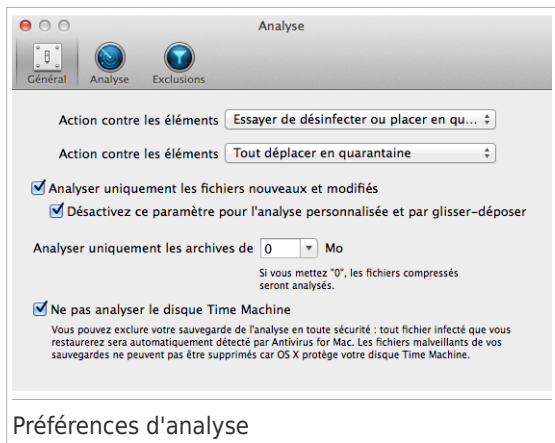 Analyse
Général Analyse Exclusions
Action contre les éléments Essayer de désinfecter ou placer en qu...
Action contre les éléments Tout déplacer en quarantaine
Analyser uniquement les fichiers nouveaux et modifiés
Désactivez ce paramètre pour l'analyse personnalisée et par glisser-déposer
Analyser uniquement les archives de 0 Mo
Si vous mettez "0", les fichiers compressés
seront analysés.
Ne pas analyser le disque Time Machine
Vous pouvez exclure votre sauvegarde de l'analyse en toute sécurité : tout fichier infecté que vous
restaurerez sera automatiquement détecté par Antivirus for Mac. Les fichiers malveillants de vos
sauvegardes ne peuvent pas être supprimés car OS X protège votre disque Time Machine.
Préférences d'analyse